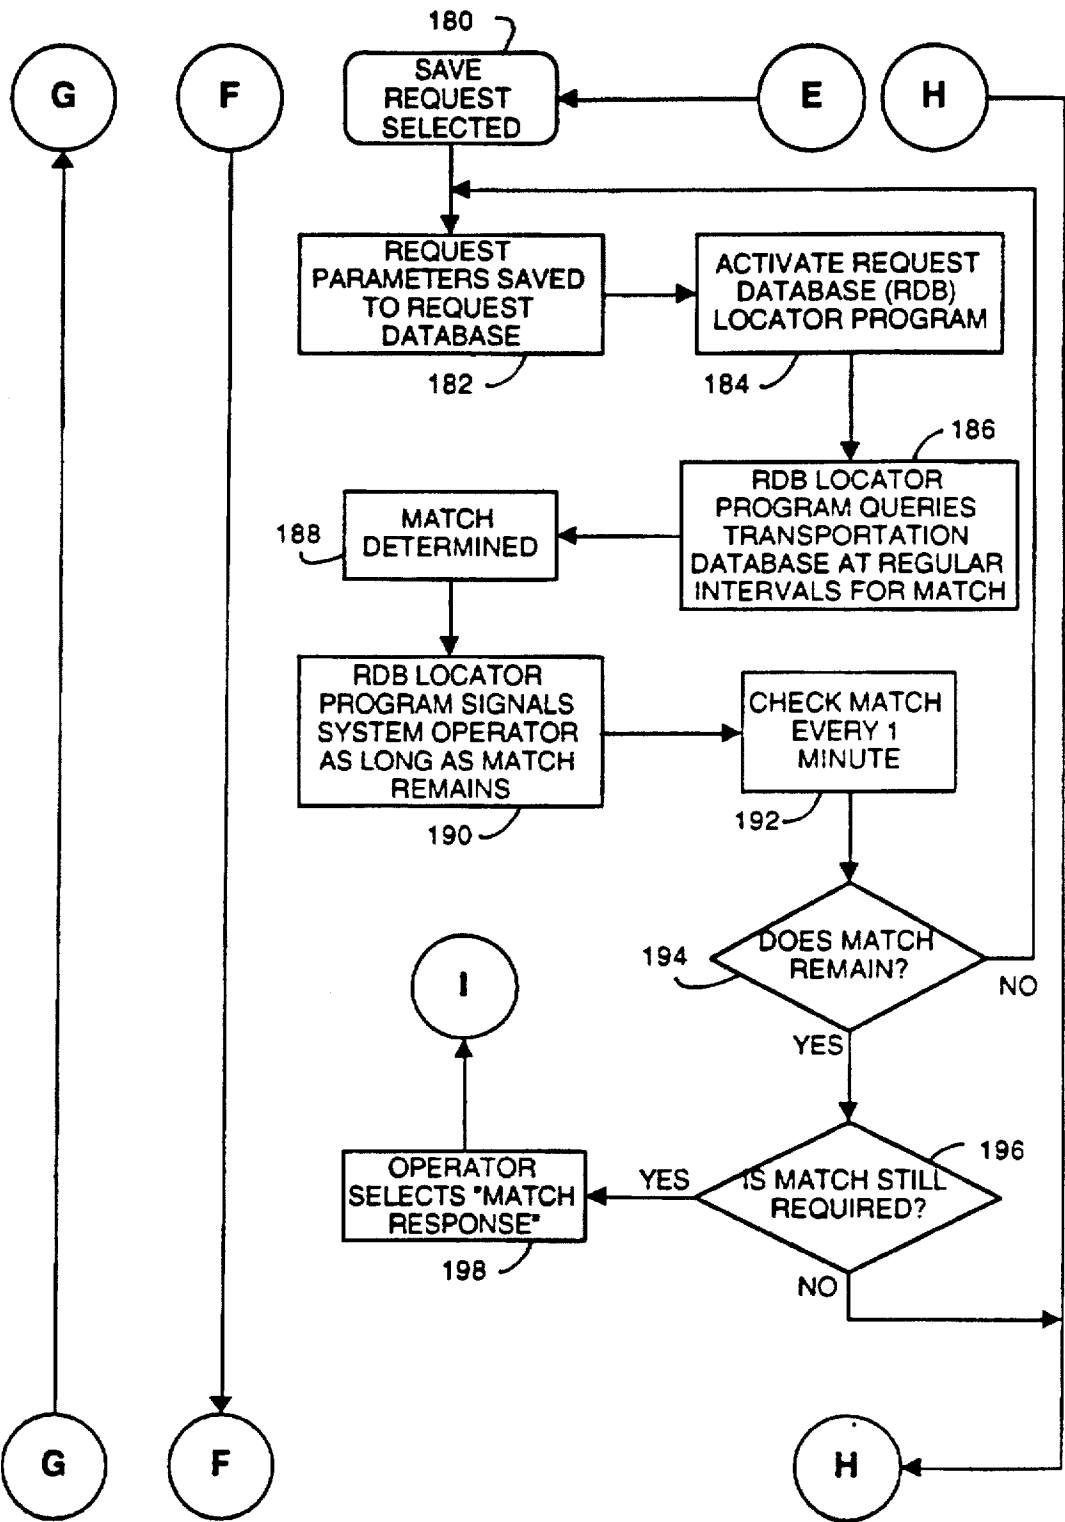 180
G
F
SAVE
REQUEST
SELECTED
E
H
REQUEST
PARAMETERS SAVED
TO REQUEST
DATABASE
182
ACTIVATE REQUEST
DATABASE (RDB)
LOCATOR PROGRAM
184
186
RDB LOCATOR
PROGRAM QUERIES
TRANSPORTATION
DATABASE AT REGULAR
INTERVALS FOR MATCH
188
MATCH
DETERMINED
RDB LOCATOR
PROGRAM SIGNALS
SYSTEM OPERATOR
AS LONG AS MATCH
REMAINS
190
CHECK MATCH
EVERY 1
MINUTE
192
194
DOES MATCH
REMAIN?
NO
YES
I
196
IS MATCH STILL
REQUIRED?
YES
NO
OPERATOR
SELECTS "MATCH
RESPONSE"
198
G
F
H